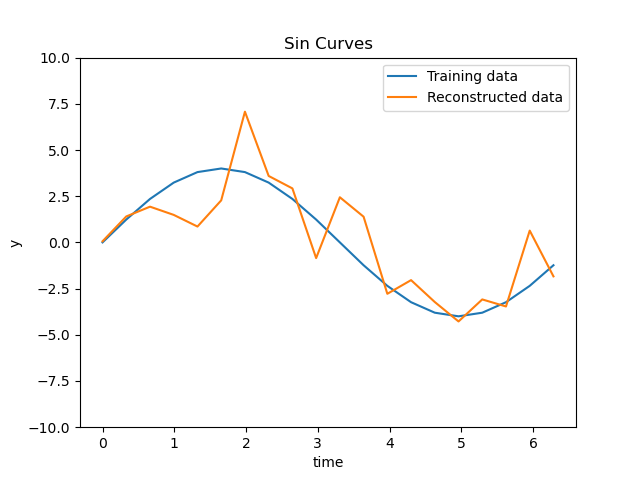 Sin Curves
Training data
Reconstructed data
10.0
7.5
5.0
2.5
0.0
−2.5
−5.0
−7.5
−10.0
y
0 1 2 3 4 5 6
time